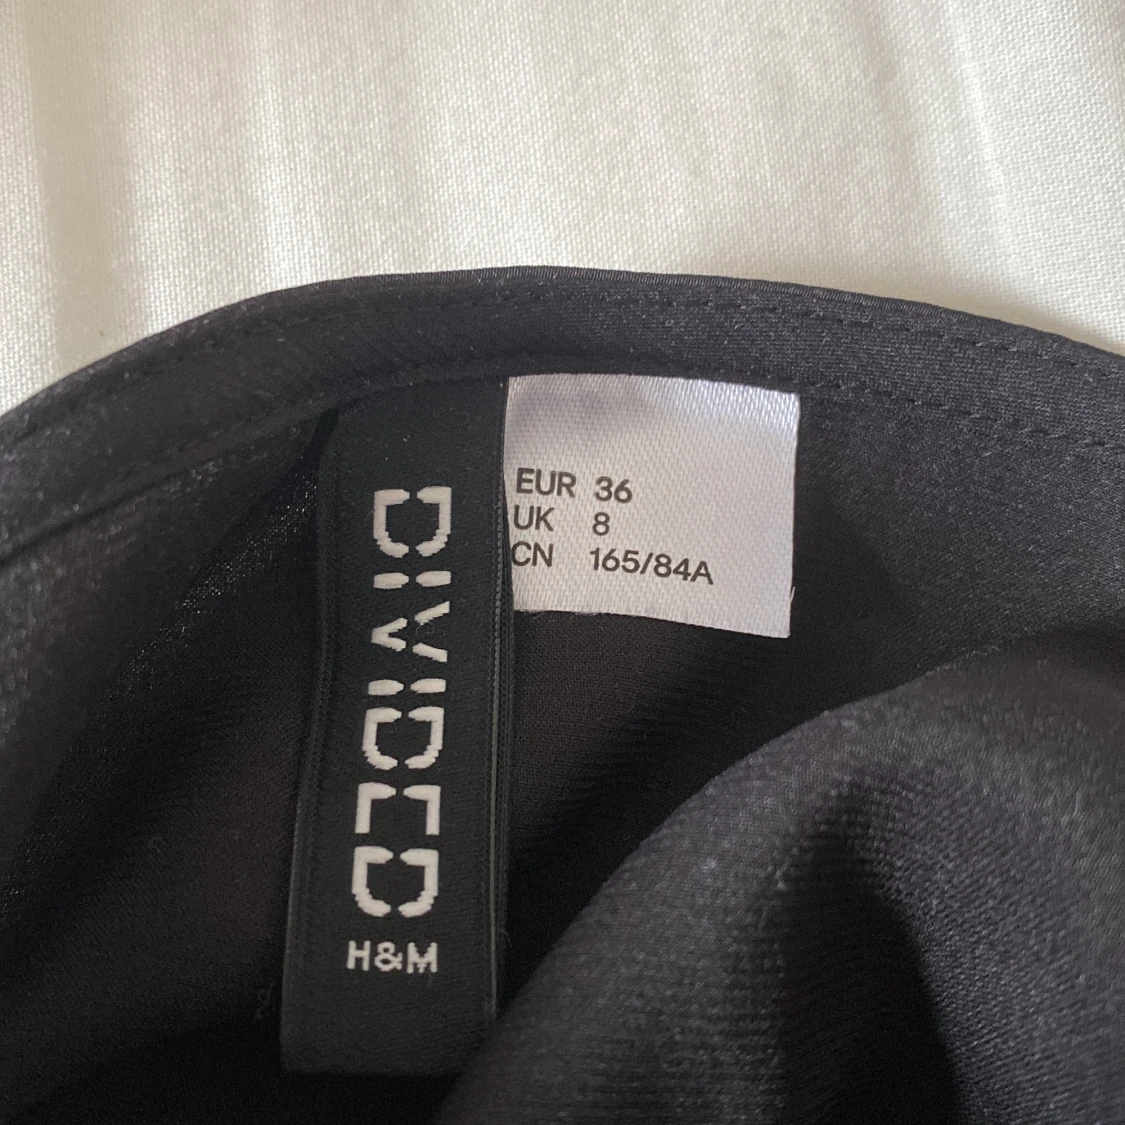 DIVIDED
H&M
EUR 36
UK 8
CN 165/84A